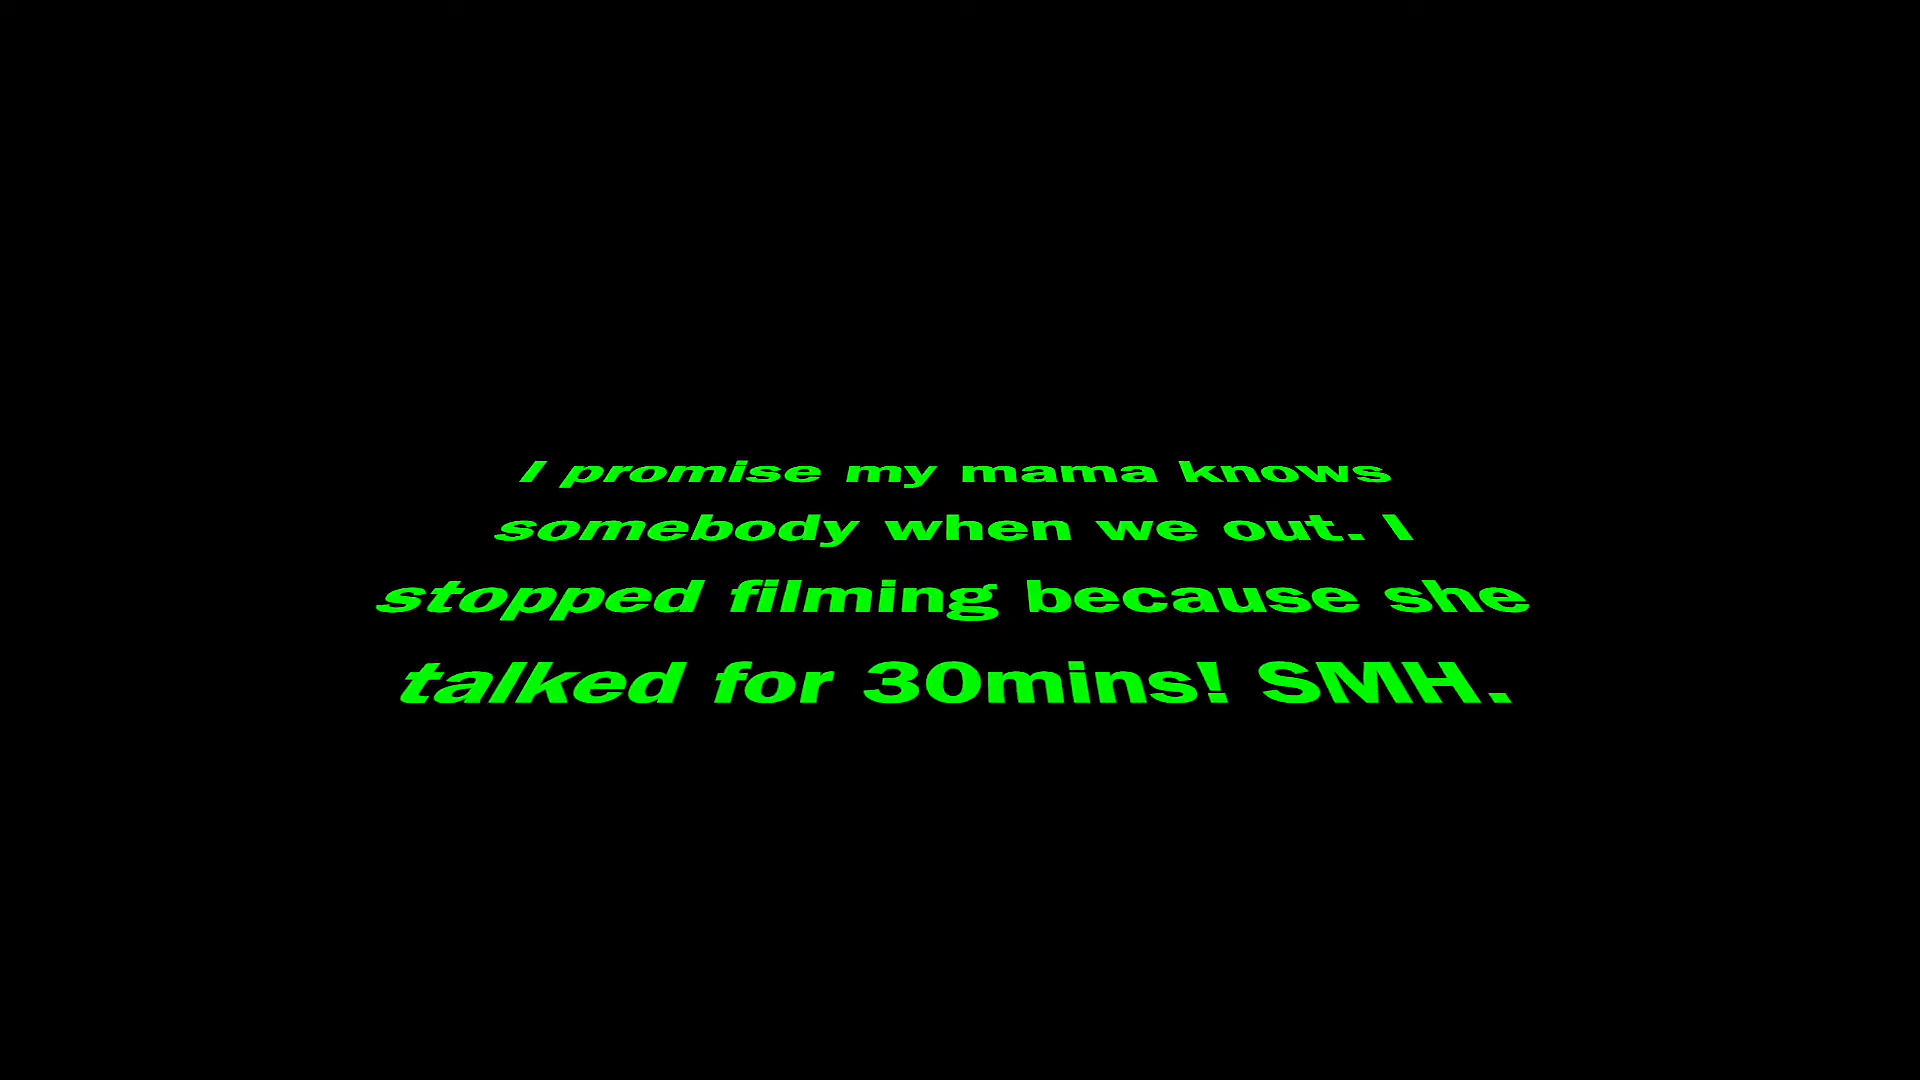 I promise my mama knows
somebody when we out. I
stopped filming because she
talked for 30mins! SMH.